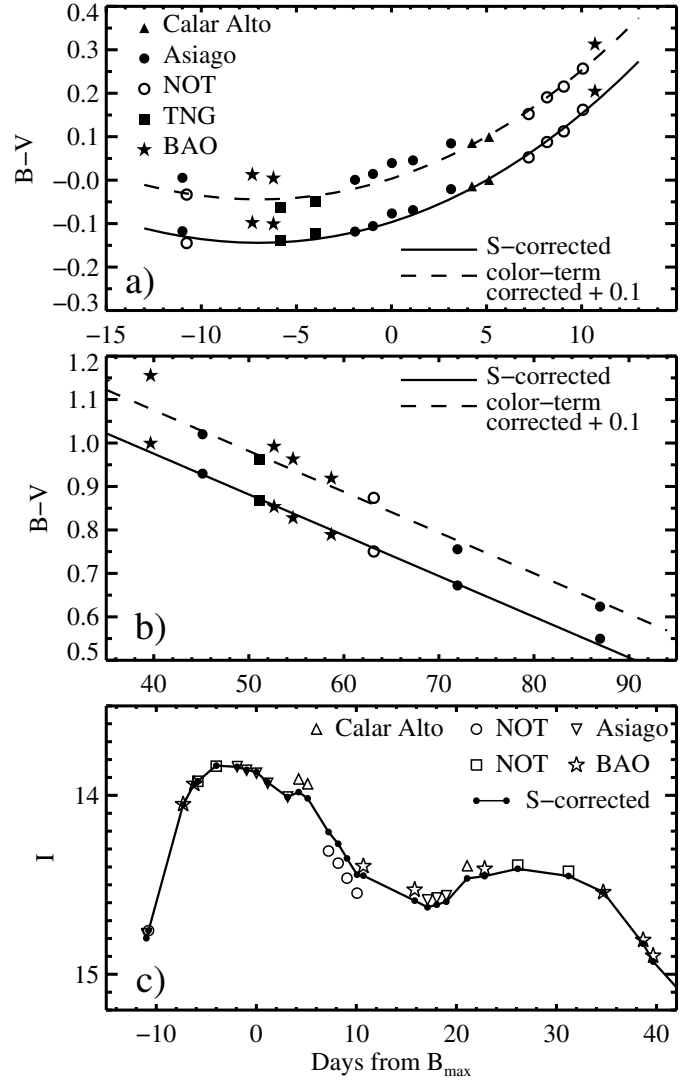 0.4
0.3
0.2
0.1
−0.0
−0.1
−0.2
−0.3
B−V
Calar Alto
Asiago
NOT
TNG
BAO
S−corrected
color−term
corrected + 0.1
a)
−15 −10 −5 0 5 10
1.2
1.1
1.0
0.9
0.8
0.7
0.6
0.5
B−V
S−corrected
color−term
corrected + 0.1
b)
40 50 60 70 80 90
14
15
I
Calar Alto NOT Asiago
NOT BAO
S−corrected
c)
−10 0 10 20 30 40
Days from Bmax